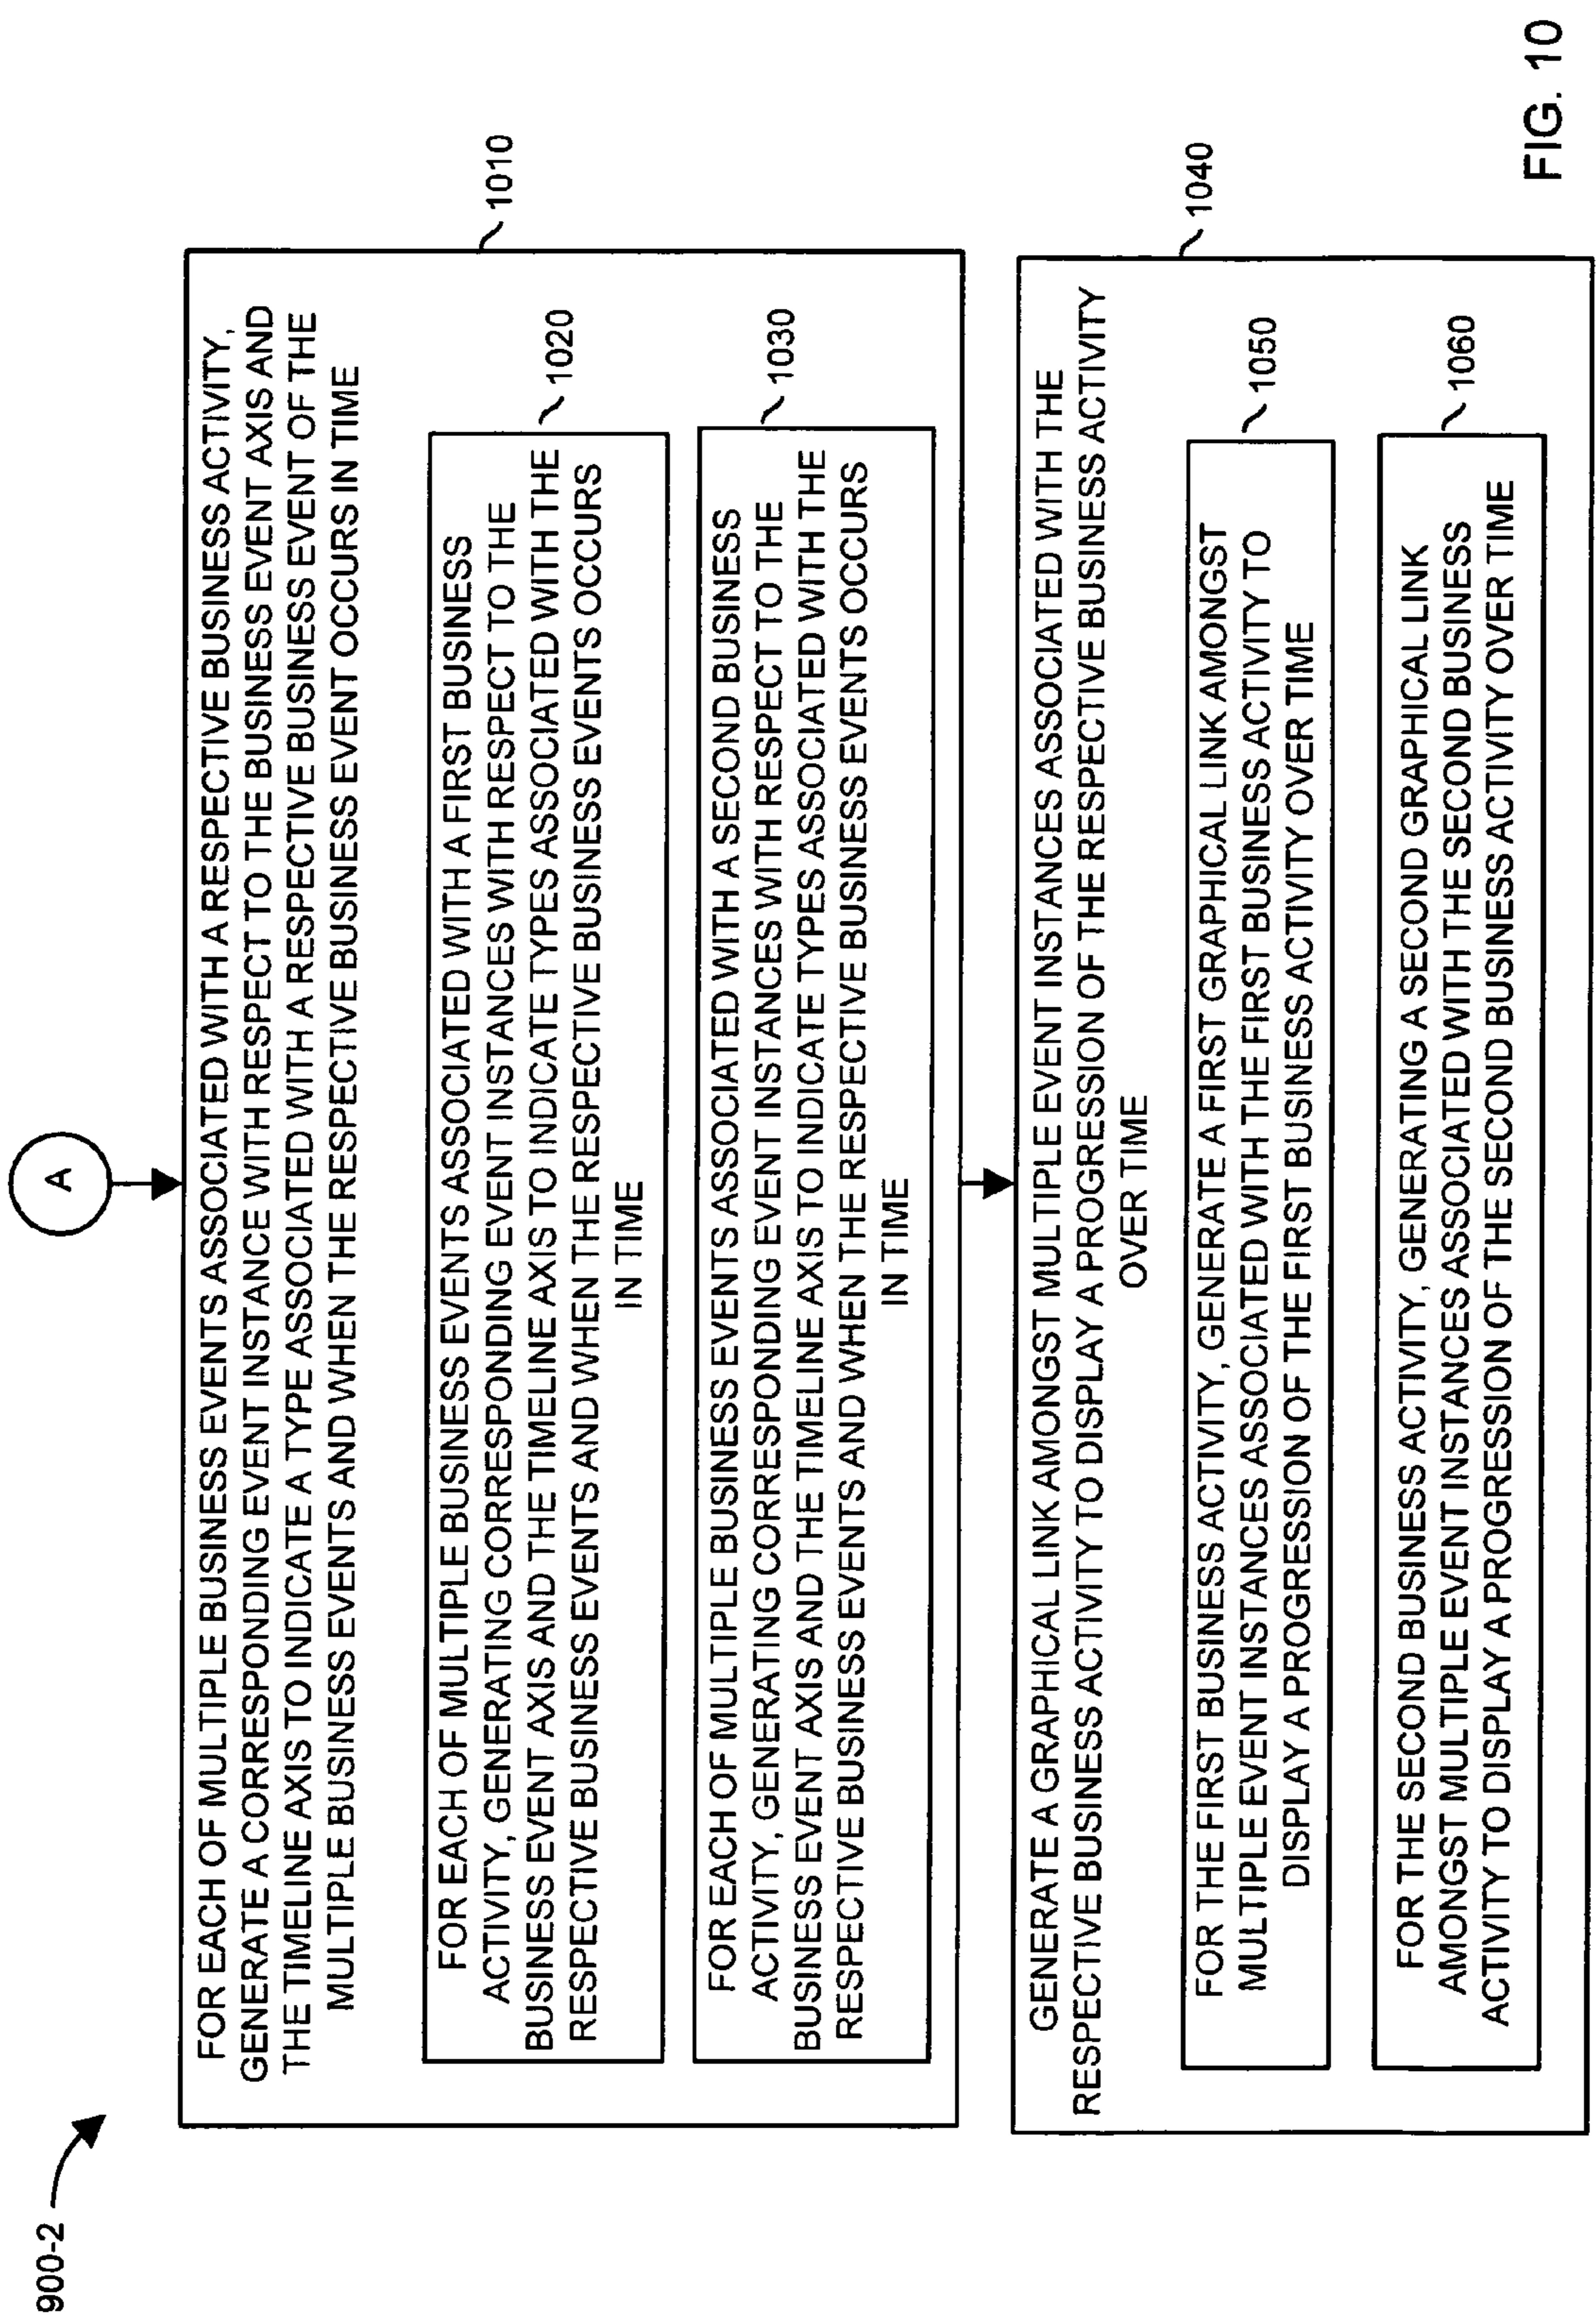 900-2
A
1010
FOR EACH OF MULTIPLE BUSINESS EVENTS ASSOCIATED WITH A RESPECTIVE BUSINESS ACTIVITY,
GENERATE A CORRESPONDING EVENT INSTANCE WITH RESPECT TO THE BUSINESS EVENT AXIS AND
THE TIMELINE AXIS TO INDICATE A TYPE ASSOCIATED WITH A RESPECTIVE BUSINESS EVENT OF THE
MULTIPLE BUSINESS EVENTS AND WHEN THE RESPECTIVE BUSINESS EVENT OCCURS IN TIME
1020
FOR EACH OF MULTIPLE BUSINESS EVENTS ASSOCIATED WITH A FIRST BUSINESS
ACTIVITY, GENERATING CORRESPONDING EVENT INSTANCES WITH RESPECT TO THE
BUSINESS EVENT AXIS AND THE TIMELINE AXIS TO INDICATE TYPES ASSOCIATED WITH THE
RESPECTIVE BUSINESS EVENTS AND WHEN THE RESPECTIVE BUSINESS EVENTS OCCURS
IN TIME
1030
FOR EACH OF MULTIPLE BUSINESS EVENTS ASSOCIATED WITH A SECOND BUSINESS
ACTIVITY, GENERATING CORRESPONDING EVENT INSTANCES WITH RESPECT TO THE
BUSINESS EVENT AXIS AND THE TIMELINE AXIS TO INDICATE TYPES ASSOCIATED WITH THE
RESPECTIVE BUSINESS EVENTS AND WHEN THE RESPECTIVE BUSINESS EVENTS OCCURS
IN TIME
1040
GENERATE A GRAPHICAL LINK AMONGST MULTIPLE EVENT INSTANCES ASSOCIATED WITH THE
RESPECTIVE BUSINESS ACTIVITY TO DISPLAY A PROGRESSION OF THE RESPECTIVE BUSINESS ACTIVITY
OVER TIME
1050
FOR THE FIRST BUSINESS ACTIVITY, GENERATE A FIRST GRAPHICAL LINK AMONGST
MULTIPLE EVENT INSTANCES ASSOCIATED WITH THE FIRST BUSINESS ACTIVITY TO
DISPLAY A PROGRESSION OF THE FIRST BUSINESS ACTIVITY OVER TIME
1060
FOR THE SECOND BUSINESS ACTIVITY, GENERATING A SECOND GRAPHICAL LINK
AMONGST MULTIPLE EVENT INSTANCES ASSOCIATED WITH THE SECOND BUSINESS
ACTIVITY TO DISPLAY A PROGRESSION OF THE SECOND BUSINESS ACTIVITY OVER TIME
FIG. 10